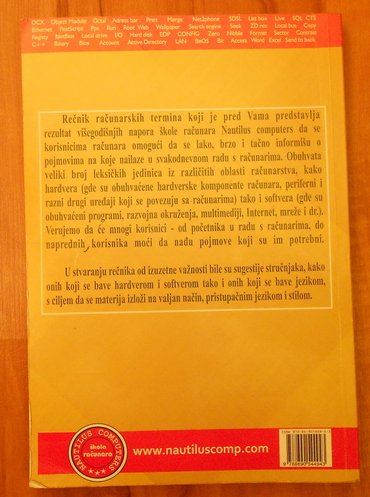 OCX Object Module Octal Adress bar Print Merge Net2phone SDSL List box Live SQL CTS
Ethernet PostScript Pps Run Root Web Wallpaper Search engine Seek ZD net Local bus Copy
Registy NetBios Local drive I/O Hard disk EIDP CONFIG Zero Nibble Format Sector Contrast
C++ Binary Bios Account Active Directory LAN BeOS Bit Access Word Excel Send to back
Rečnik računarskih termina koji je pred Vama predstavlja
rezultat višegodišnjih napora škole računara Nautilus computers da se
korisnicima računara omogući da se lako, brzo i tačno informišu o
pojmovima na koje nailaze u svakodnevnom radu s računarima. Obuhvata
veliki broj leksičkih jedinica iz različitih oblasti računarstva, kako
hardvera (gde su obuhvaćene hardverske komponente računara, periferni i
razni drugi uređaji koji se povezuju sa računarima) tako i softvera (gde su
obuhvaćeni programi, razvojna okruženja, multimediji, Internet, mreže i dr.).
Verujemo da će mnogi korisnici - od početnika u radu s računarima, do
naprednih korisnika moći da nađu pojmove koji su im potrebni.
U stvaranju rečnika od izuzetne važnosti bile su sugestije stručnjaka, kako
onih koji se bave hardverom i softverom tako i onih koji se bave jezikom,
s ciljem da se materija izloži na valjan način, pristupačnim jezikom i stilom.
NAUTILUS COMPUTERS
škola
računara
www.nautiluscomp.com
9788690544943